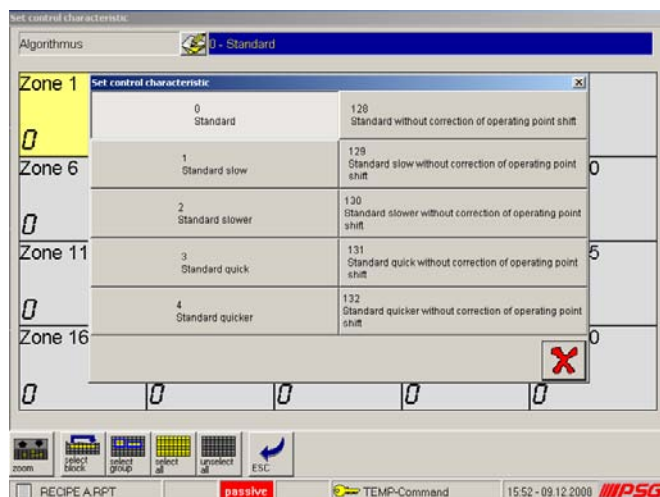 Set control characteristic
Algorithmus
0 - Standard
Zone 1
0
Set control characteristic
0
Standard
128
Standard without correction of operating point shift
1
Standard slow
129
Standard slow without correction of operating point
shift
2
Standard slower
130
Standard slower without correction of operating point
shift
3
Standard quick
131
Standard quick without correction of operating point
shift
4
Standard quicker
132
Standard quicker without correction of operating point
shift
Zone 6
0
0
Zone 11
5
0
Zone 16
0
0
0
0
0
0
zoom
select
block
select
group
select
all
unselect
all
ESC
RECIPE A.RPT
passive
TEMP-Command
15:52 - 09.12.2008
PSG